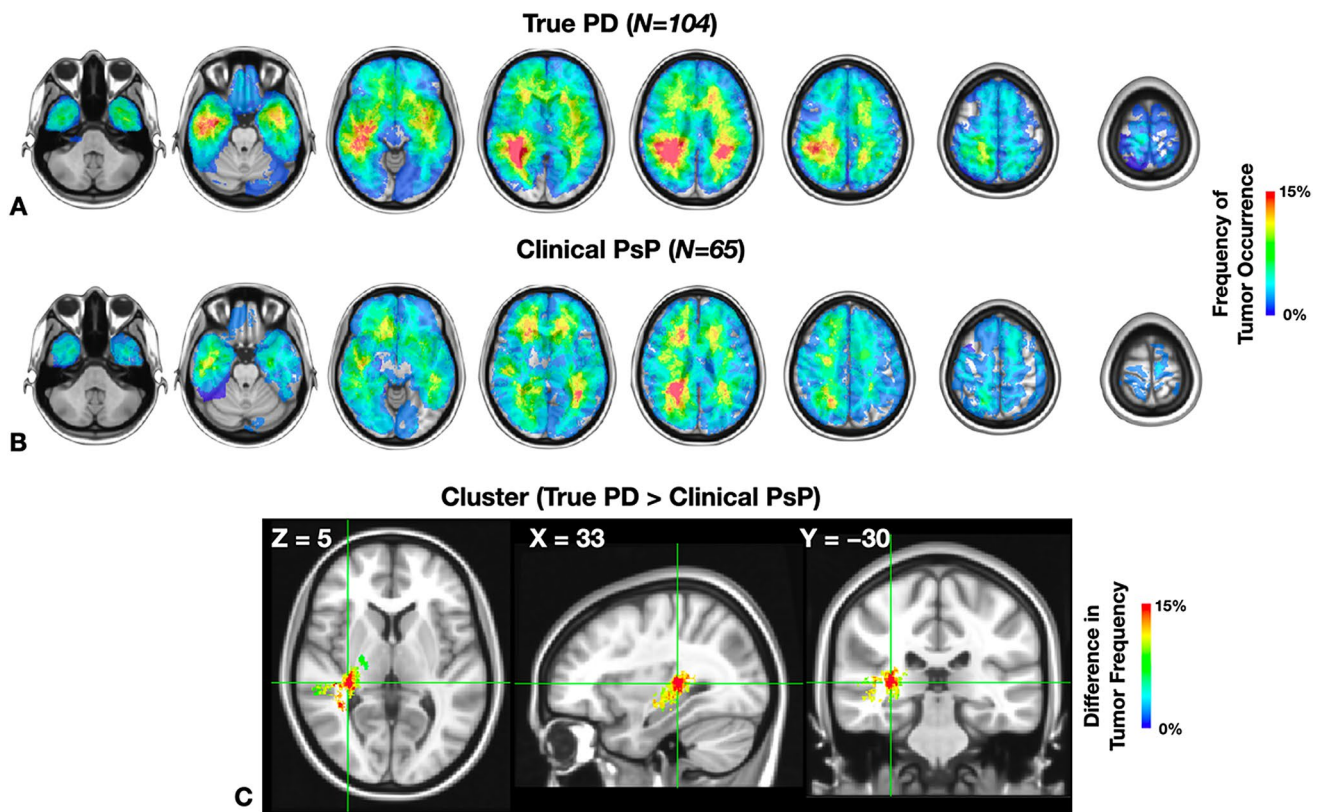 True PD (N=104)
A
Clinical PsP (N=65)
B
Frequency of
Tumor Occurrence
15%
0%
Cluster (True PD > Clinical PsP)
Z = 5
X = 33
Y = −30
C
Difference in
Tumor Frequency
15%
0%